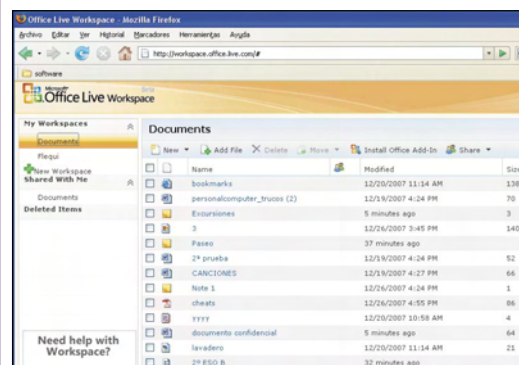 Office Live Workspace - Mozilla Firefox
Archivo Editar Ver Historial Marcadores Herramientas Ayuda
http://workspace.office.live.com/#
software
Microsoft Beta
Office Live Workspace
My Workspaces
Documents
Flequi
New Workspace
Shared With Me
Documents
Deleted Items
Need help with
Workspace?
Documents
New Add File Delete Move Install Office Add-In Share
Name Modified Size
bookmarks 12/20/2007 11:14 AM 138
personalcomputer_trucos (2) 12/19/2007 4:24 PM 70
Excursiones 5 minutes ago 3
3 12/26/2007 3:45 PM 140
Paseo 37 minutes ago
2ª prueba 12/19/2007 4:24 PM 52
CANCIONES 12/19/2007 4:27 PM 66
Note 1 12/26/2007 4:24 PM 1
cheats 12/26/2007 4:55 PM 86
yyyy 12/20/2007 10:58 AM 4
documento confidencial 5 minutes ago 64
lavadero 12/20/2007 11:14 AM 21
2º ESO B 32 minutes ago